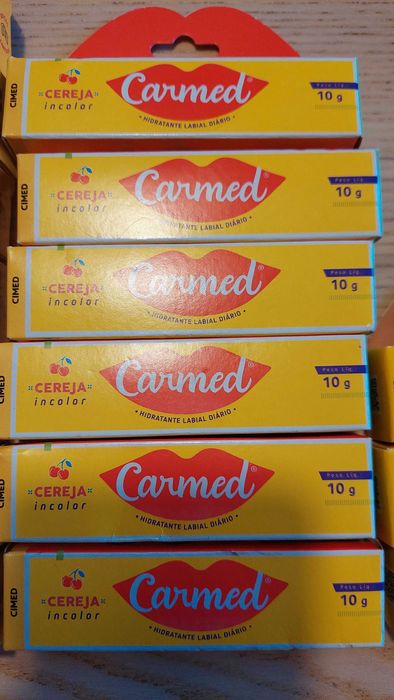 CIMED
CEREJA
incolor
Carmed®
• HIDRATANTE LABIAL DIÁRIO •
Peso Líq.
10 g
CIMED
CEREJA
incolor
Carmed®
• HIDRATANTE LABIAL DIÁRIO •
Peso Líq.
10 g
CIMED
CEREJA
incolor
Carmed®
• HIDRATANTE LABIAL DIÁRIO •
Peso Líq.
10 g
CIMED
CEREJA
incolor
Carmed®
• HIDRATANTE LABIAL DIÁRIO •
Peso Líq.
10 g
CIMED
CEREJA
incolor
Carmed®
• HIDRATANTE LABIAL DIÁRIO •
Peso Líq.
10 g
CIMED
CEREJA
incolor
Carmed®
• HIDRATANTE LABIAL DIÁRIO •
Peso Líq.
10 g